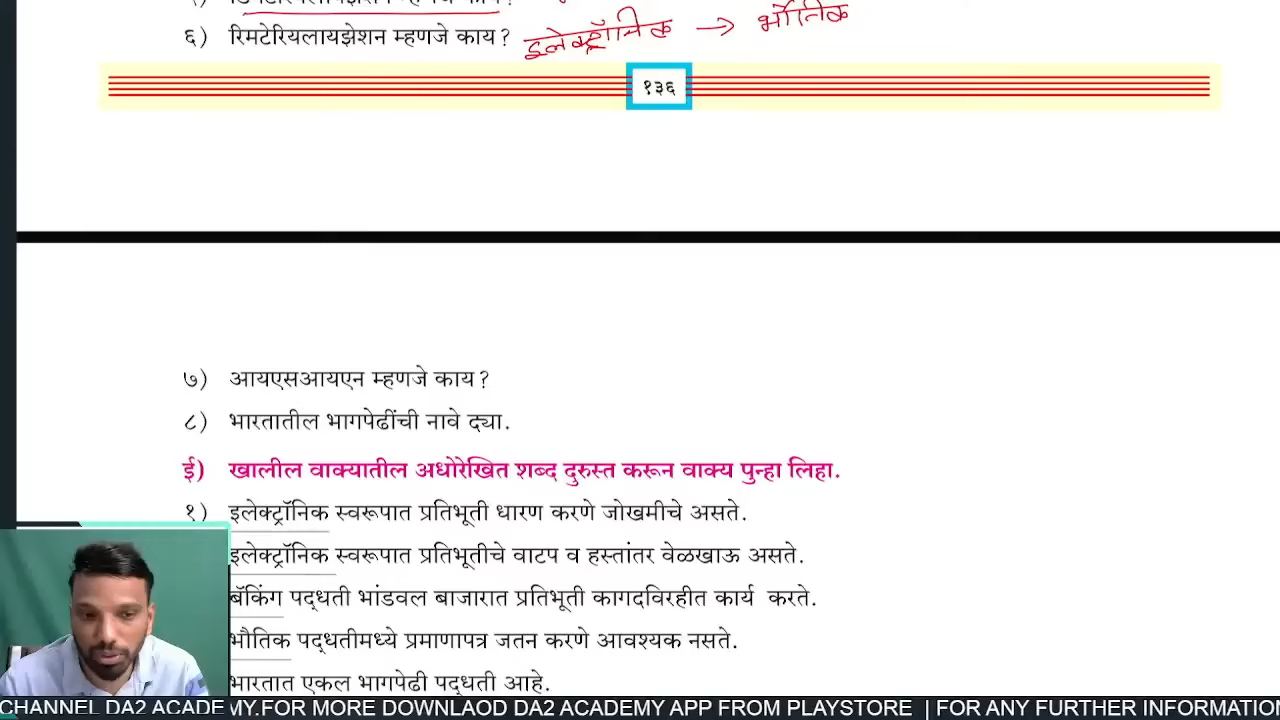 ६) रिमटेरियलायझेशन म्हणजे काय? इलेक्ट्रॉनिक → भौतिक
१३६
७) आयएसआयएन म्हणजे काय?
८) भारतातील भागपेढींची नावे द्या.
ई) खालील वाक्यातील अधोरेखित शब्द दुरुस्त करून वाक्य पुन्हा लिहा.
१) इलेक्ट्रॉनिक स्वरूपात प्रतिभूती धारण करणे जोखमीचे असते.
इलेक्ट्रॉनिक स्वरूपात प्रतिभूतीचे वाटप व हस्तांतर वेळखाऊ असते.
बॅकिंग पद्धती भांडवल बाजारात प्रतिभूती कागदविरहीत कार्य करते.
भौतिक पद्धतीमध्ये प्रमाणापत्र जतन करणे आवश्यक नसते.
भारतात एकल भागपेढी पद्धती आहे.
CHANNEL DA2 ACADEMY.FOR MORE DOWNLAOD DA2 ACADEMY APP FROM PLAYSTORE | FOR ANY FURTHER INFORMATION